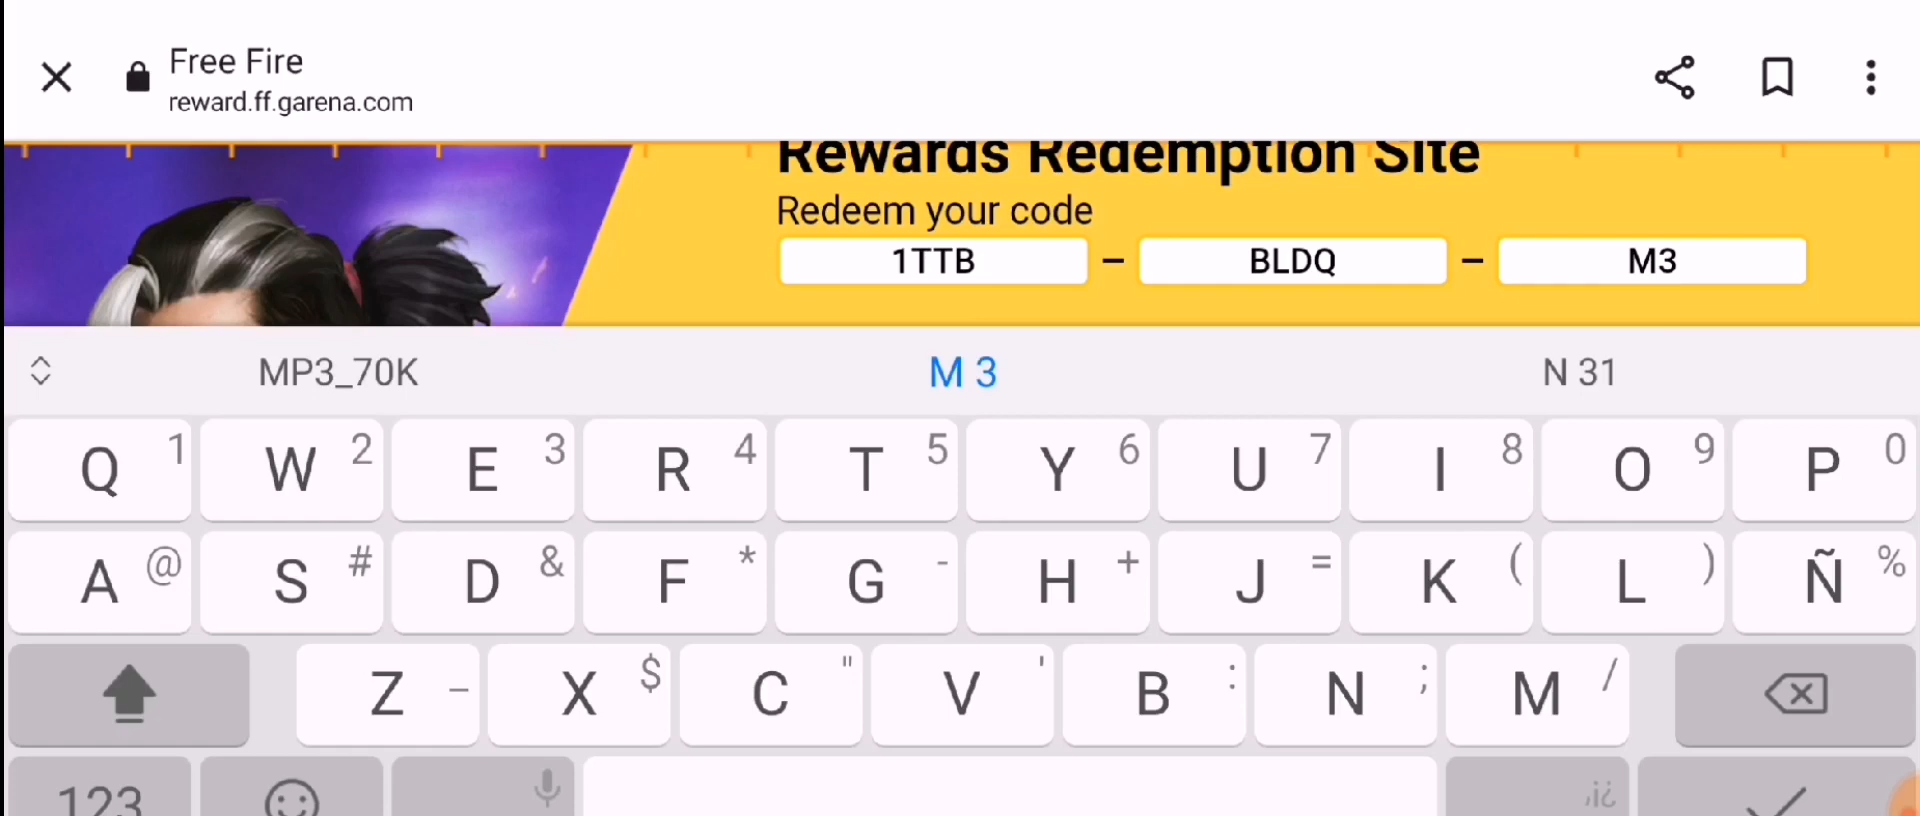 Free Fire
reward.ff.garena.com
Rewards Redemption Site
Redeem your code
1TTB – BLDQ – M3
MP3_70K M 3 N 31
Q 1 W 2 E 3 R 4 T 5 Y 6 U 7 I 8 O 9 P 0
A @ S # D & F * G - H + J = K ( L ) Ñ %
Z _ X $ C " V ' B : N ; M /
123 ,¡¿